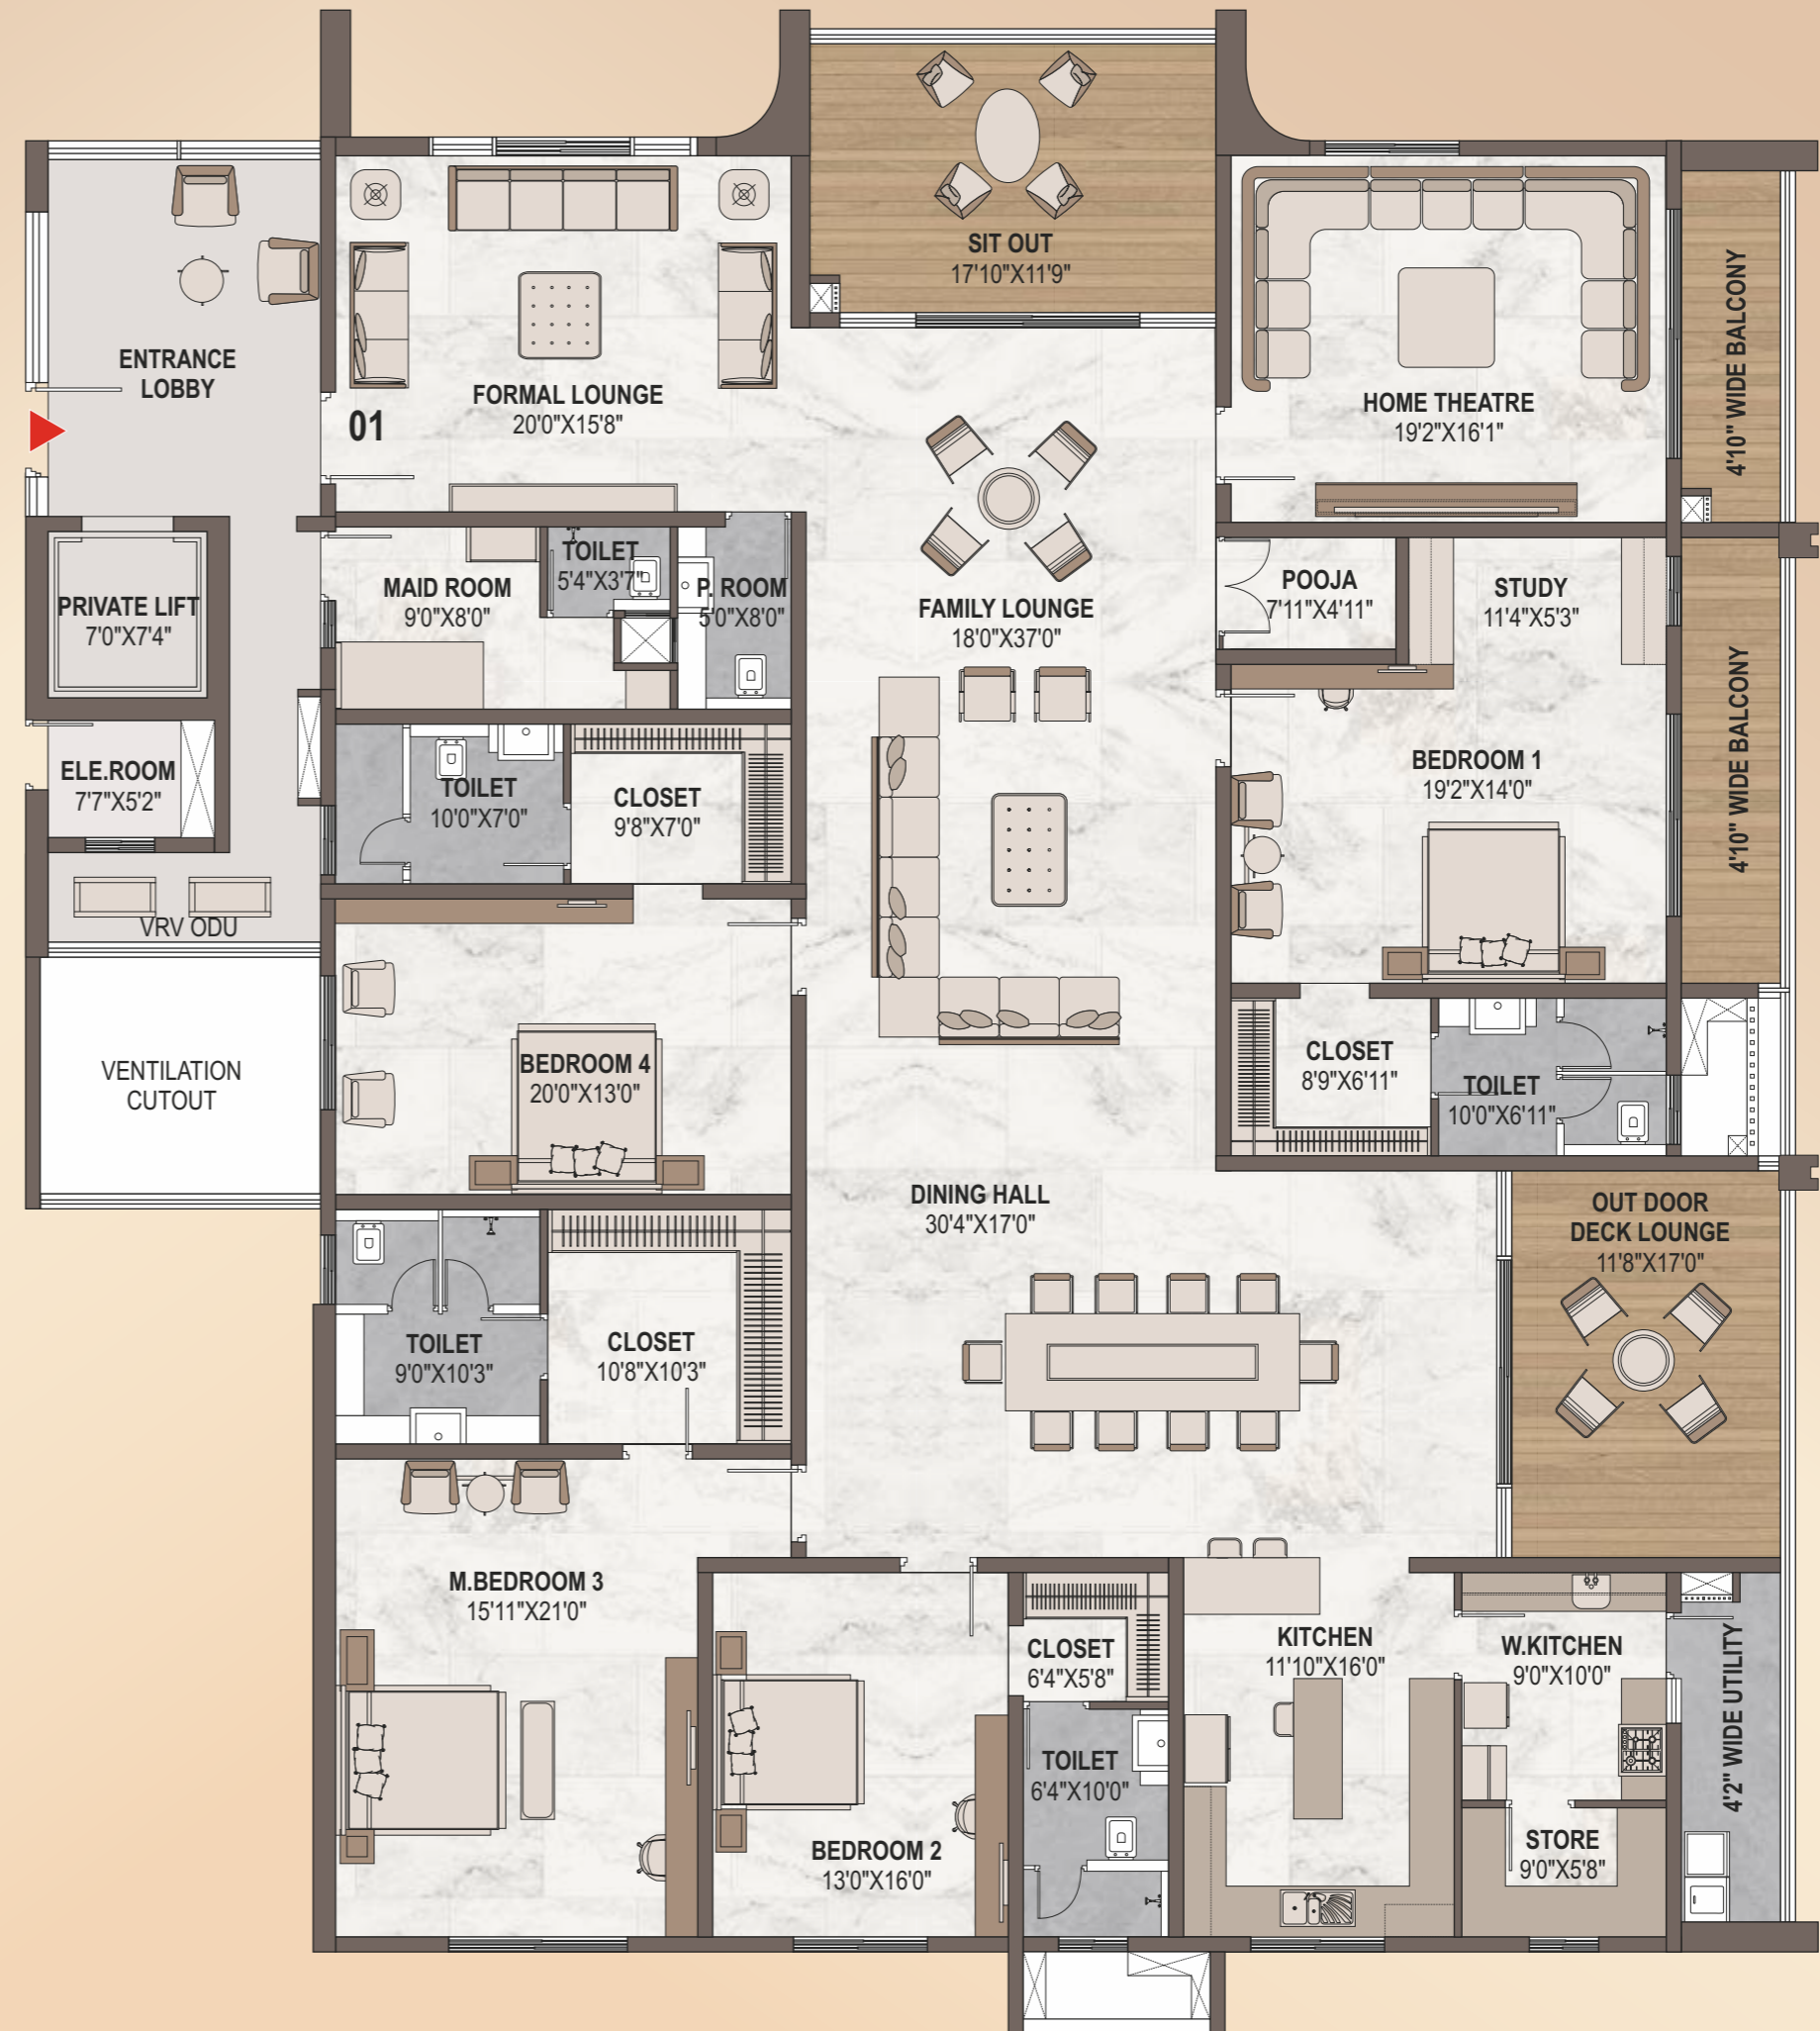 SIT OUT
17'10"X11'9"
ENTRANCE
LOBBY
01
FORMAL LOUNGE
20'0"X15'8"
HOME THEATRE
19'2"X16'1"
4'10" WIDE BALCONY
PRIVATE LIFT
7'0"X7'4"
MAID ROOM
9'0"X8'0"
TOILET
5'4"X3'7"
P. ROOM
5'0"X8'0"
FAMILY LOUNGE
18'0"X37'0"
POOJA
7'11"X4'11"
STUDY
11'4"X5'3"
4'10" WIDE BALCONY
ELE.ROOM
7'7"X5'2"
TOILET
10'0"X7'0"
CLOSET
9'8"X7'0"
BEDROOM 1
19'2"X14'0"
VRV ODU
VENTILATION
CUTOUT
BEDROOM 4
20'0"X13'0"
CLOSET
8'9"X6'11"
TOILET
10'0"X6'11"
DINING HALL
30'4"X17'0"
OUT DOOR
DECK LOUNGE
11'8"X17'0"
TOILET
9'0"X10'3"
CLOSET
10'8"X10'3"
M.BEDROOM 3
15'11"X21'0"
BEDROOM 2
13'0"X16'0"
CLOSET
6'4"X5'8"
TOILET
6'4"X10'0"
KITCHEN
11'10"X16'0"
W.KITCHEN
9'0"X10'0"
STORE
9'0"X5'8"
4'2" WIDE UTILITY